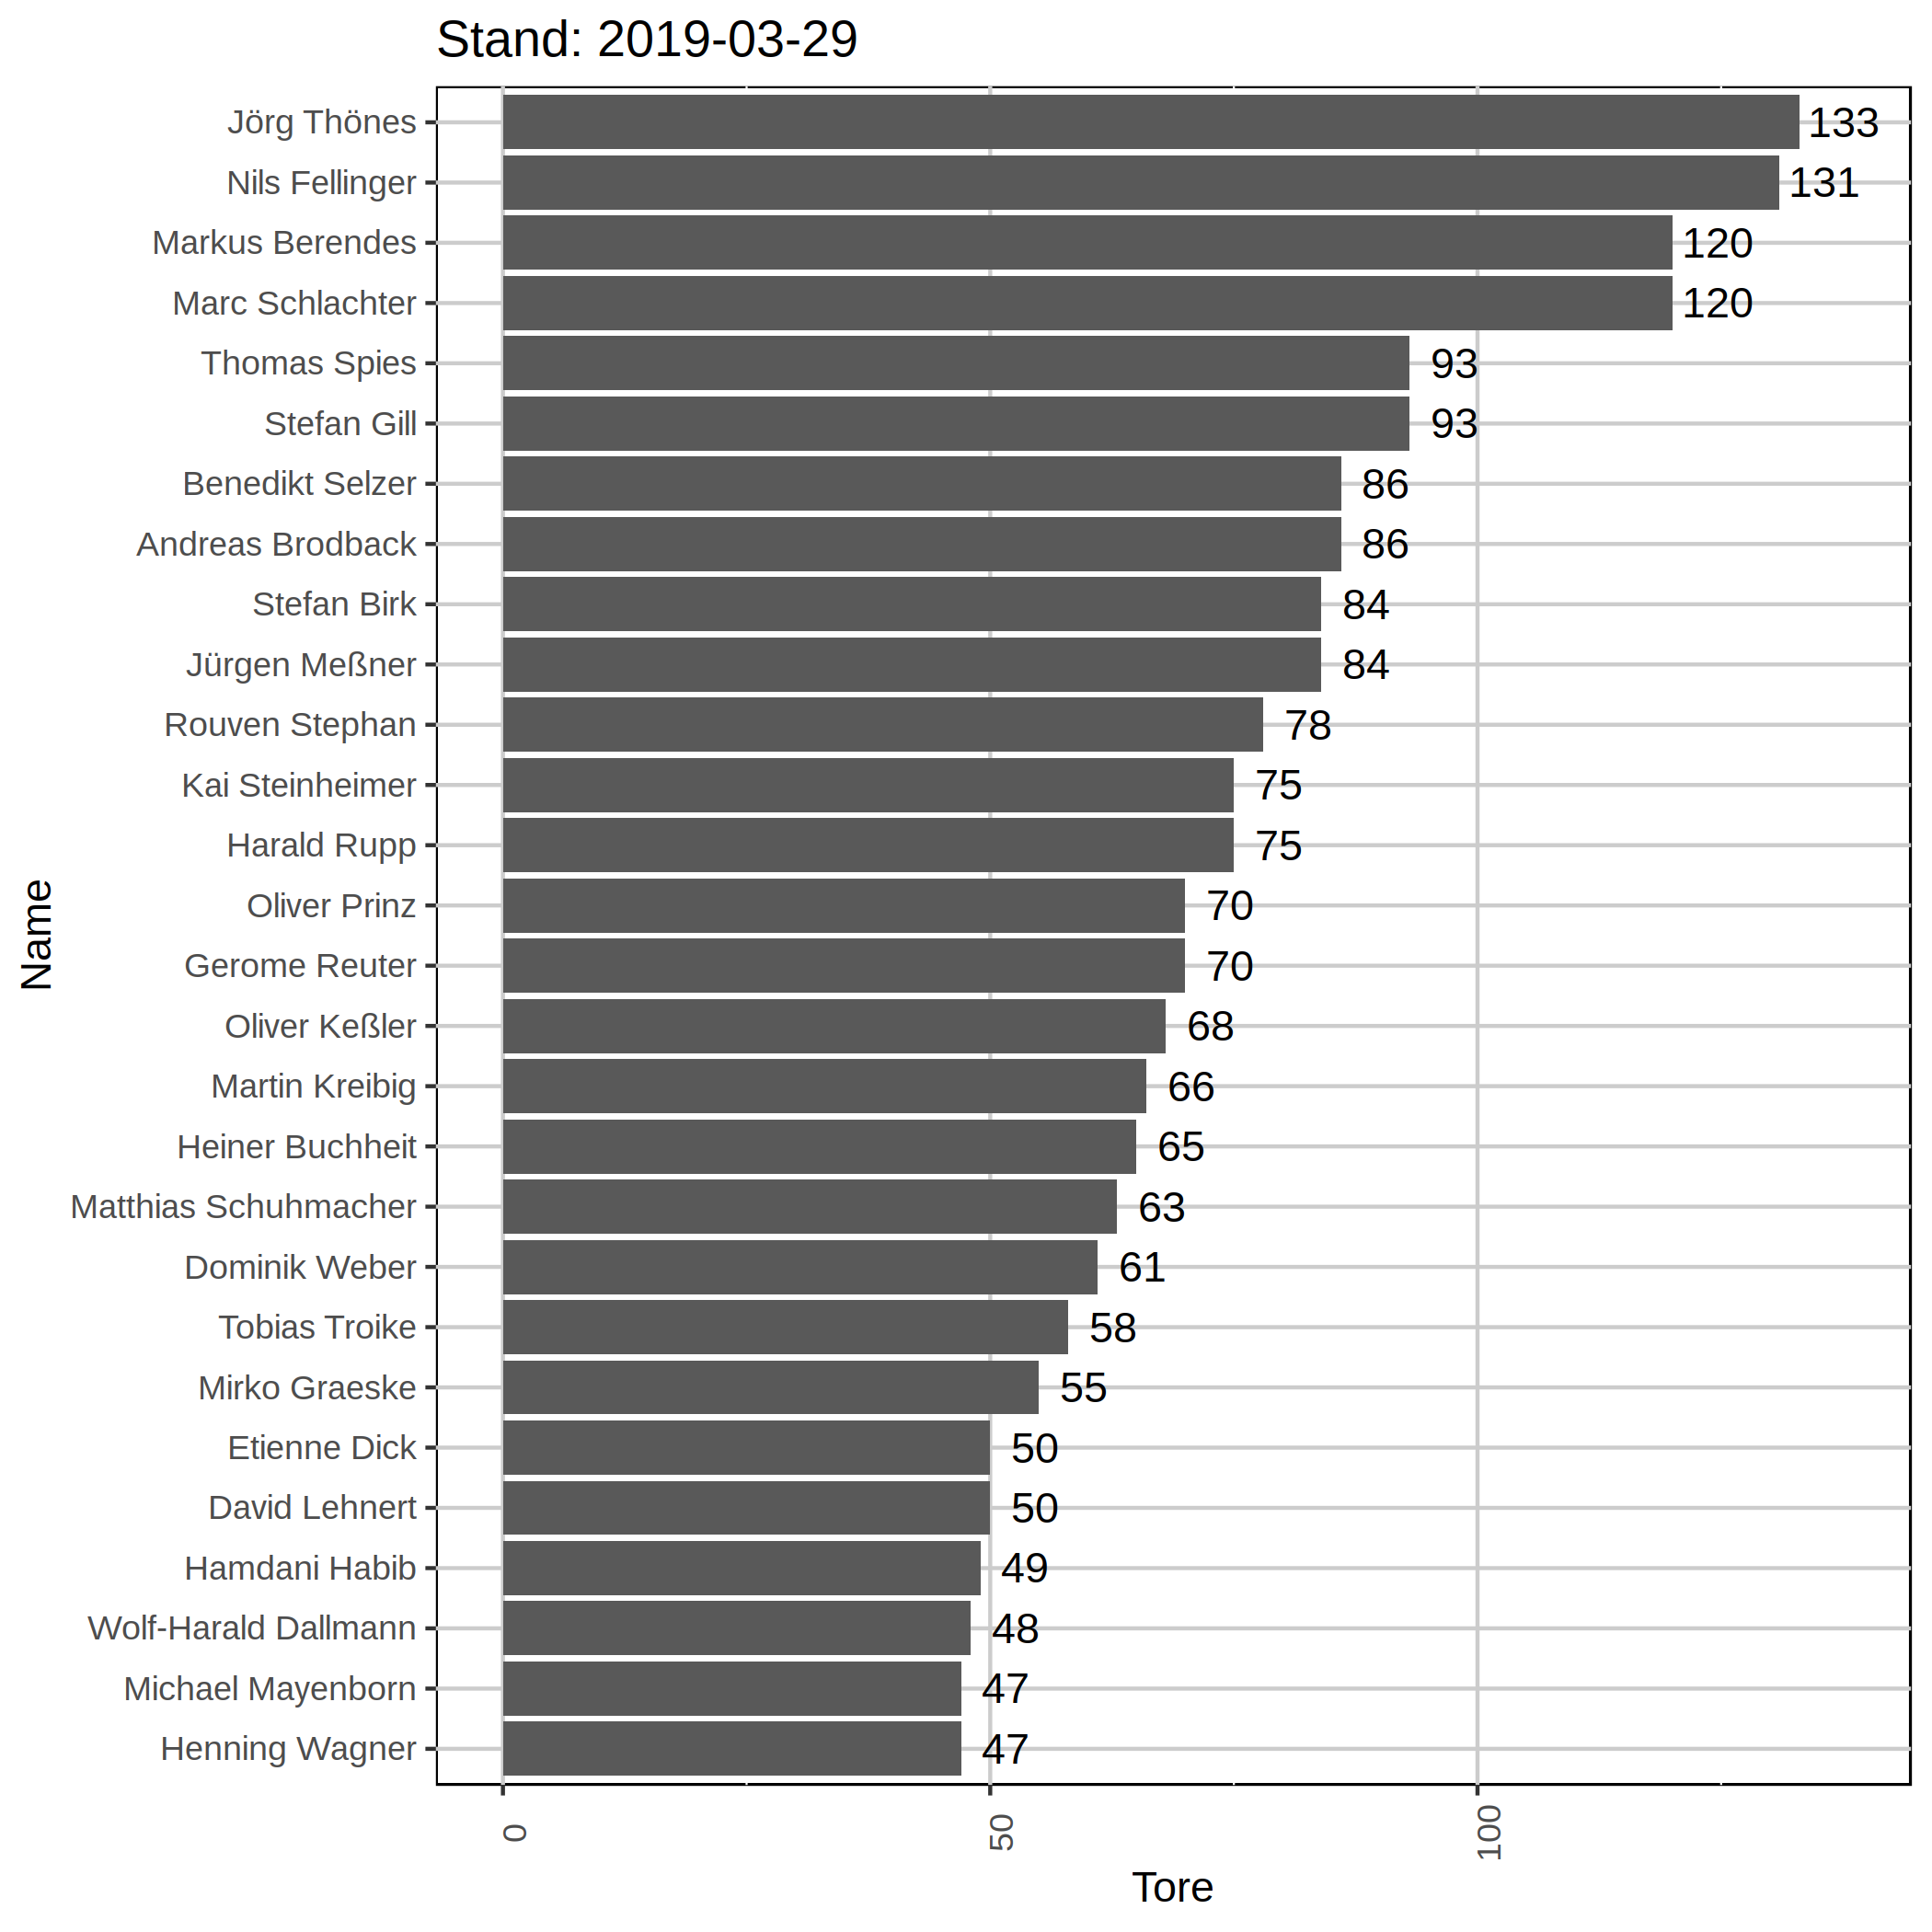 Stand: 2019-03-29
Jörg Thönes 133
Nils Fellinger 131
Markus Berendes 120
Marc Schlachter 120
Thomas Spies 93
Stefan Gill 93
Benedikt Selzer 86
Andreas Brodback 86
Stefan Birk 84
Jürgen Meßner 84
Rouven Stephan 78
Kai Steinheimer 75
Harald Rupp 75
Oliver Prinz 70
Gerome Reuter 70
Oliver Keßler 68
Martin Kreibig 66
Heiner Buchheit 65
Matthias Schuhmacher 63
Dominik Weber 61
Tobias Troike 58
Mirko Graeske 55
Etienne Dick 50
David Lehnert 50
Hamdani Habib 49
Wolf-Harald Dallmann 48
Michael Mayenborn 47
Henning Wagner 47
Name
0 50 100
Tore